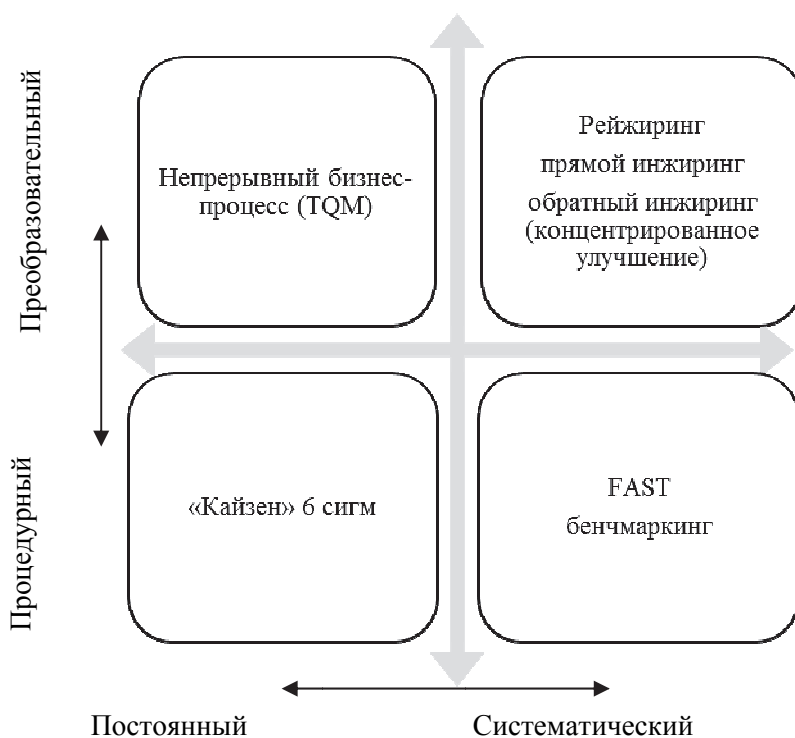 Преобразовательный
Непрерывный бизнес-
процесс (TQM)
Рейжиринг
прямой инжиринг
обратный инжиринг
(концентрированное
улучшение)
Процедурный
«Кайзен» 6 сигм
FAST
бенчмаркинг
Постоянный
Систематический